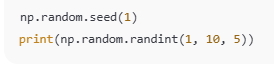 np.random.seed(1)
print(np.random.randint(1, 10, 5))